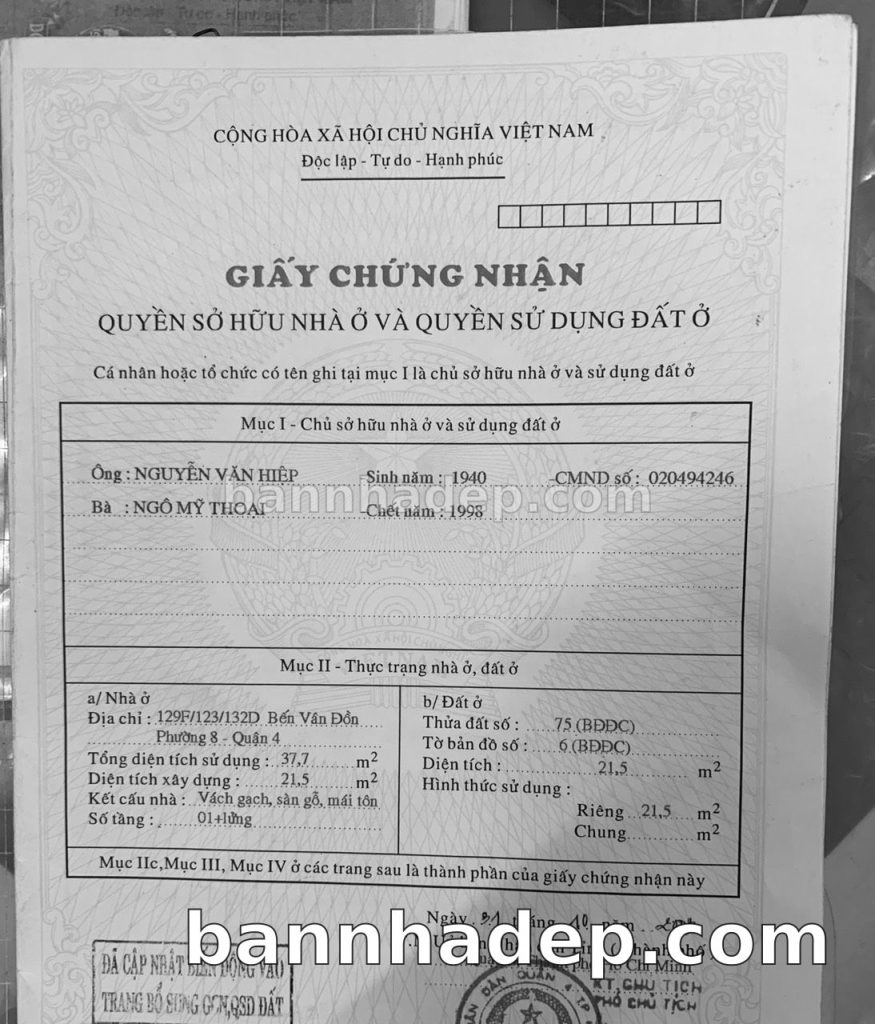 CỘNG HÒA XÃ HỘI CHỦ NGHĨA VIỆT NAM
Độc lập - Tự do - Hạnh phúc
GIẤY CHỨNG NHẬN
QUYỀN SỞ HỮU NHÀ Ở VÀ QUYỀN SỬ DỤNG ĐẤT Ở
Cá nhân hoặc tổ chức có tên ghi tại mục I là chủ sở hữu nhà ở và sử dụng đất ở
Mục I - Chủ sở hữu nhà ở và sử dụng đất ở
Ông : NGUYỄN VĂN HIỆP -Sinh năm : 1940 -CMND số : 020494246
bannhadep.com
Bà : NGÔ MỸ THOẠI -Chết năm : 1998
Mục II - Thực trạng nhà ở, đất ở
a/ Nhà ở
Địa chỉ : 129F/123/132D Bến Vân Đồn
Phường 8 - Quận 4
Tổng diện tích sử dụng : 37,7 m2
Diện tích xây dựng : 21,5 m2
Kết cấu nhà : Vách gạch, sàn gỗ, mái tôn
Số tầng : 01+lửng
b/ Đất ở
Thửa đất số : 75 (BĐĐC)
Tờ bản đồ số : 6 (BĐĐC)
Diện tích : 21,5 m2
Hình thức sử dụng :
Riêng 21,5 m2
Chung m2
Mục IIc,Mục III, Mục IV ở các trang sau là thành phần của giấy chứng nhận này
Ngày
bannhadep.com
Chí Minh
ĐÃ CẬP NHẬT BIẾN ĐỘNG VÀO
TRANG BỔ SUNG GCN,QSD ĐẤT
KT. CHỦ TỊCH
PHÓ CHỦ TỊCH
DÂN QUẬN 4